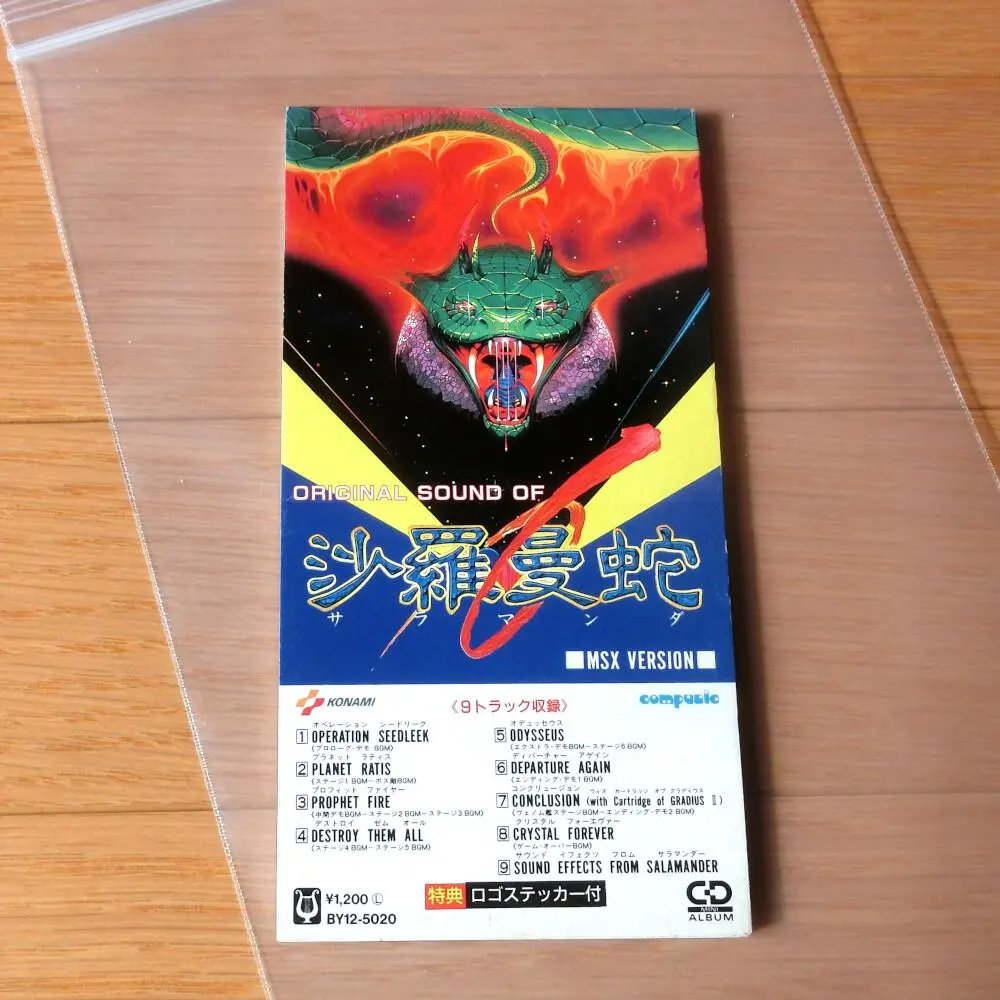 ORIGINAL SOUND OF
沙羅曼蛇
サラマンダ
MSX VERSION
KONAMI
《9トラック収録》
compusic
オペレーション シードリーク
1 OPERATION SEEDLEEK
(プロローグ・デモ BGM)
プラネット ラティス
2 PLANET RATIS
(ステージ1 BGM−ボス敵BGM)
プロフィット ファイヤー
3 PROPHET FIRE
(中間デモBGM−ステージ2 BGM−ステージ3 BGM)
デストロイ ゼム オール
4 DESTROY THEM ALL
(ステージ4 BGM−ステージ5 BGM)
オデュッセウス
5 ODYSSEUS
(エクストラ・デモBGM−ステージ6 BGM)
ディパーチャー アゲイン
6 DEPARTURE AGAIN
(エンディング・デモ1 BGM)
コンクリュージョン ウィズ カートリッジ オブ グラディウス
7 CONCLUSION (with Cartridge of GRADIUS Ⅱ)
(ヴェノム艦ステージBGM−エンディング・デモ2 BGM)
クリスタル フォーエヴァー
8 CRYSTAL FOREVER
(ゲーム・オーバーBGM)
サウンド イフェクツ フロム サラマンダー
9 SOUND EFFECTS FROM SALAMANDER
¥1,200 Ⓛ
BY12-5020
特典 ロゴステッカー付
CD
MINI
ALBUM